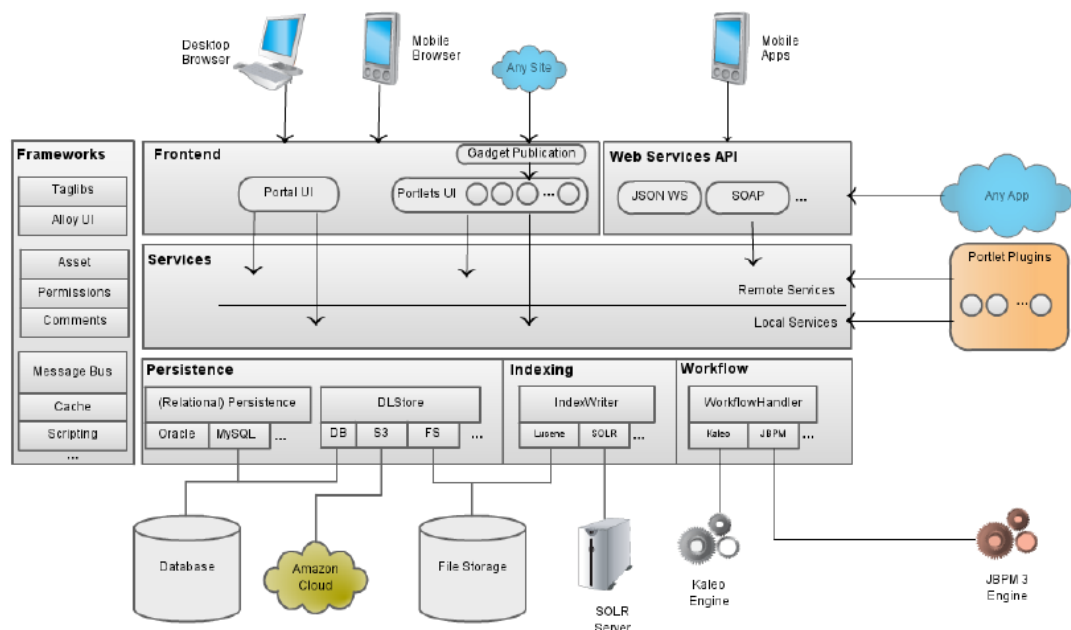 Desktop
Browser
Mobile
Browser
Any Site
Mobile
Apps
Frameworks
Taglibs
Alloy UI
Asset
Permissions
Comments
Message Bus
Cache
Scripting
...
Frontend
Gadget Publication
Portal UI
Portlets UI
...
Web Services API
JSON WS
SOAP
...
Any App
Services
Remote Services
Local Services
Portlet Plugins
...
Persistence
(Relational) Persistence
Oracle
MySQL
...
DLStore
DB
S3
FS
...
Indexing
IndexWriter
Lucene
SOLR
...
Workflow
WorkflowHandler
Kaleo
JBPM
...
Database
Amazon
Cloud
File Storage
SOLR
Server
Kaleo
Engine
JBPM 3
Engine